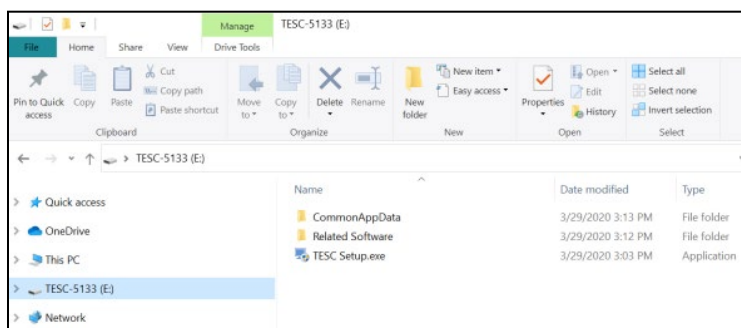 Manage TESC-5133 (E:)
File Home Share View Drive Tools
Pin to Quick access
Copy
Paste
Cut
Copy path
Paste shortcut
Clipboard
Move to
Copy to
Delete
Rename
Organize
New folder
New item
Easy access
New
Properties
Open
Edit
History
Open
Select all
Select none
Invert selection
Select
> TESC-5133 (E:)
Quick access
OneDrive
This PC
TESC-5133 (E:)
Network
Name Date modified Type
CommonAppData 3/29/2020 3:13 PM File folder
Related Software 3/29/2020 3:12 PM File folder
TESC Setup.exe 3/29/2020 3:03 PM Application